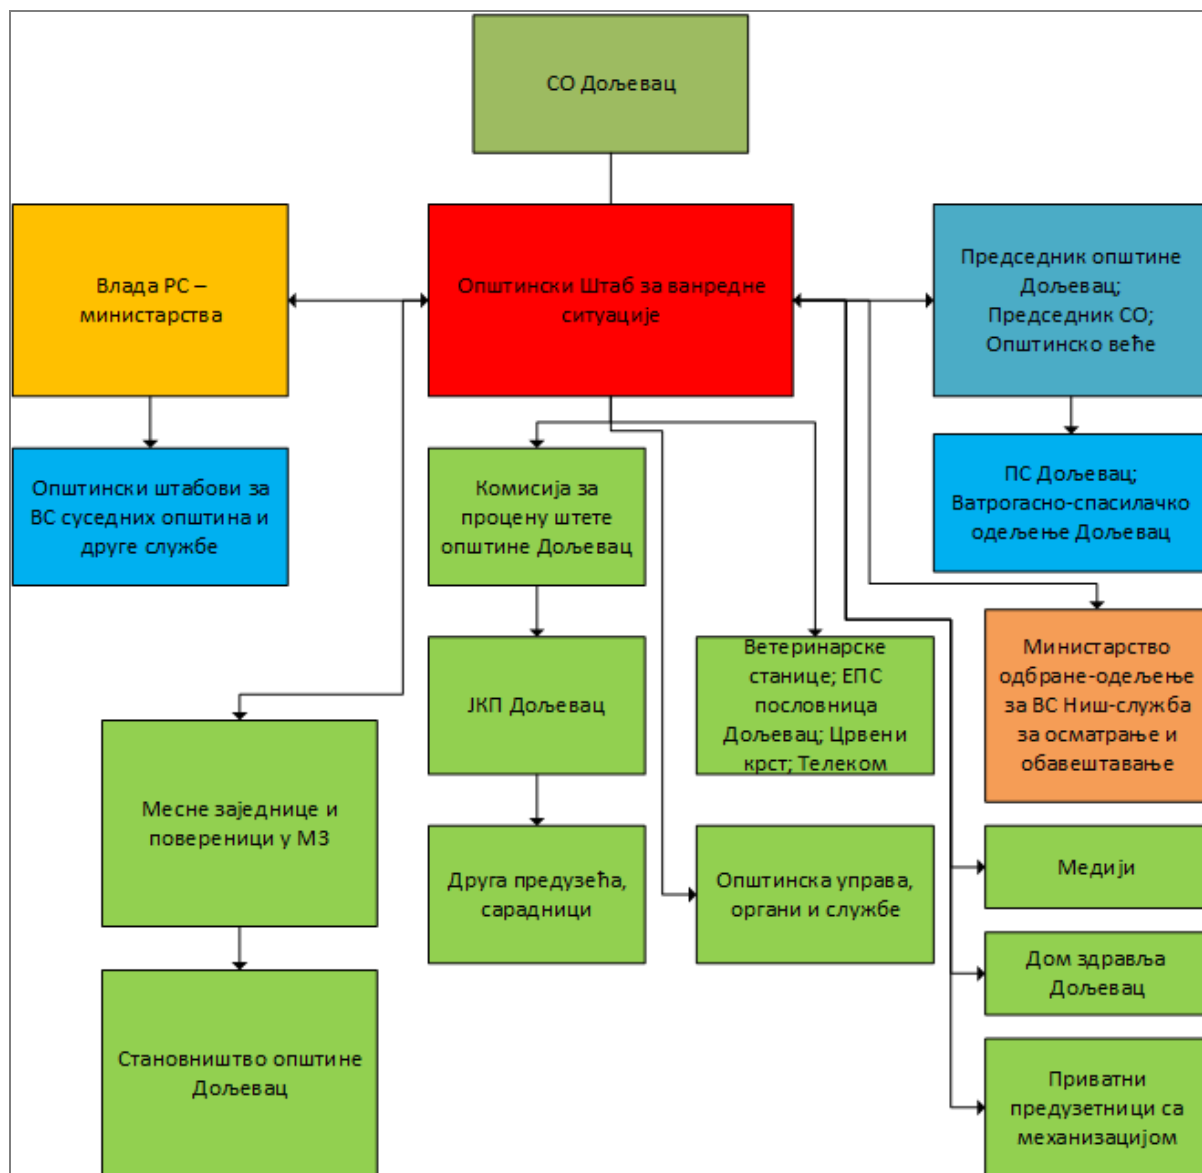 СО Дољевац
Влада РС –
министарства
Општински Штаб за ванредне
ситуације
Председник општине
Дољевац;
Председник СО;
Општинско веће
Општински штабови за
ВС суседних општина и
друге службе
Комисија за
процену штете
општине Дољевац
ПС Дољевац;
Ватрогасно-спасилачко
одељење Дољевац
ЈКП Дољевац
Ветеринарске
станице; ЕПС
пословница
Дољевац; Црвени
крст; Телеком
Министарство
одбране-одељење
за ВС Ниш-служба
за осматрање и
обавештавање
Месне заједнице и
повереници у МЗ
Друга предузећа,
сарадници
Општинска управа,
органи и службе
Медији
Дом здравља
Дољевац
Становништво општине
Дољевац
Приватни
предузетници са
механизацијом